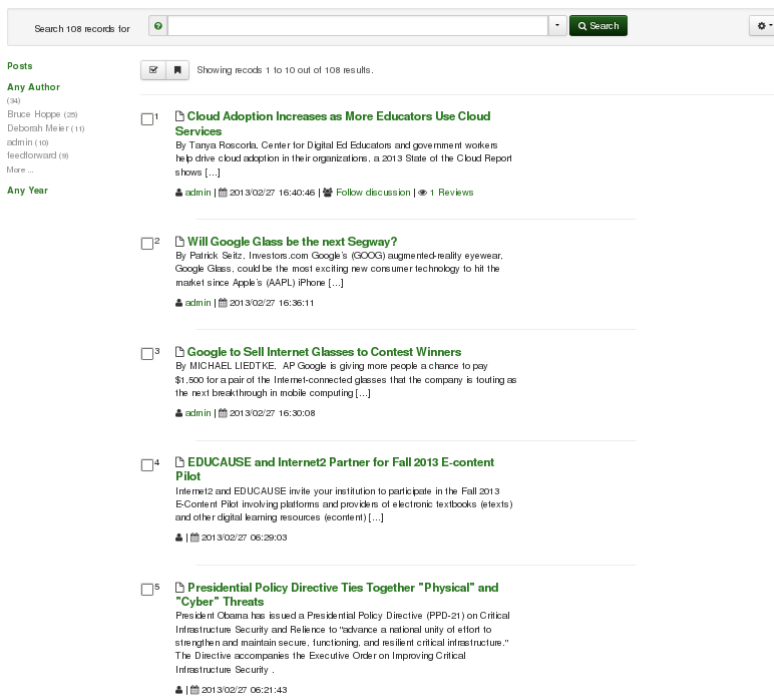 Search 108 records for
Search
Posts
Any Author
(34)
Bruce Hoppe (25)
Deborah Meier (11)
admin (10)
feedforward (9)
More ...
Any Year
Showing recods 1 to 10 out of 108 results.
1 Cloud Adoption Increases as More Educators Use Cloud
Services
By Tanya Roscorla, Center for Digital Ed Educators and government workers
help drive cloud adoption in their organizations, a 2013 State of the Cloud Report
shows [...]
admin | 2013/02/27 16:40:46 | Follow discussion | 1 Reviews
2 Will Google Glass be the next Segway?
By Patrick Seitz, Investors.com Google's (GOOG) augmented-reality eyewear,
Google Glass, could be the most exciting new consumer technology to hit the
market since Apple's (AAPL) iPhone [...]
admin | 2013/02/27 16:36:11
3 Google to Sell Internet Glasses to Contest Winners
By MICHAEL LIEDTKE, AP Google is giving more people a chance to pay
$1,500 for a pair of the Internet-connected glasses that the company is touting as
the next breakthrough in mobile computing [...]
admin | 2013/02/27 16:30:08
4 EDUCAUSE and Internet2 Partner for Fall 2013 E-content
Pilot
Internet2 and EDUCAUSE invite your institution to participate in the Fall 2013
E-Content Pilot involving platforms and providers of electronic textbooks (etexts)
and other digital learning resources (econtent) [...]
| 2013/02/27 06:29:03
5 Presidential Policy Directive Ties Together "Physical" and
"Cyber" Threats
President Obama has issued a Presidential Policy Directive (PPD-21) on Critical
Infrastructure Security and Relience to "advance a national unity of effort to
strengthen and maintain secure, functioning, and resilient critical infrastructure."
The Directive accompanies the Executive Order on Improving Critical
Infrastructure Security .
| 2013/02/27 06:21:43